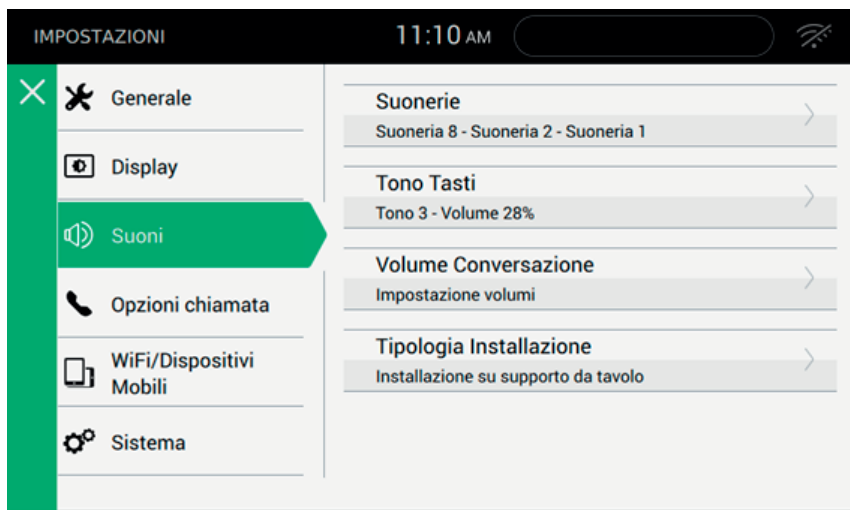 IMPOSTAZIONI
11:10 AM
Generale
Display
Suoni
Opzioni chiamata
WiFi/Dispositivi
Mobili
Sistema
Suonerie
Suoneria 8 - Suoneria 2 - Suoneria 1
Tono Tasti
Tono 3 - Volume 28%
Volume Conversazione
Impostazione volumi
Tipologia Installazione
Installazione su supporto da tavolo